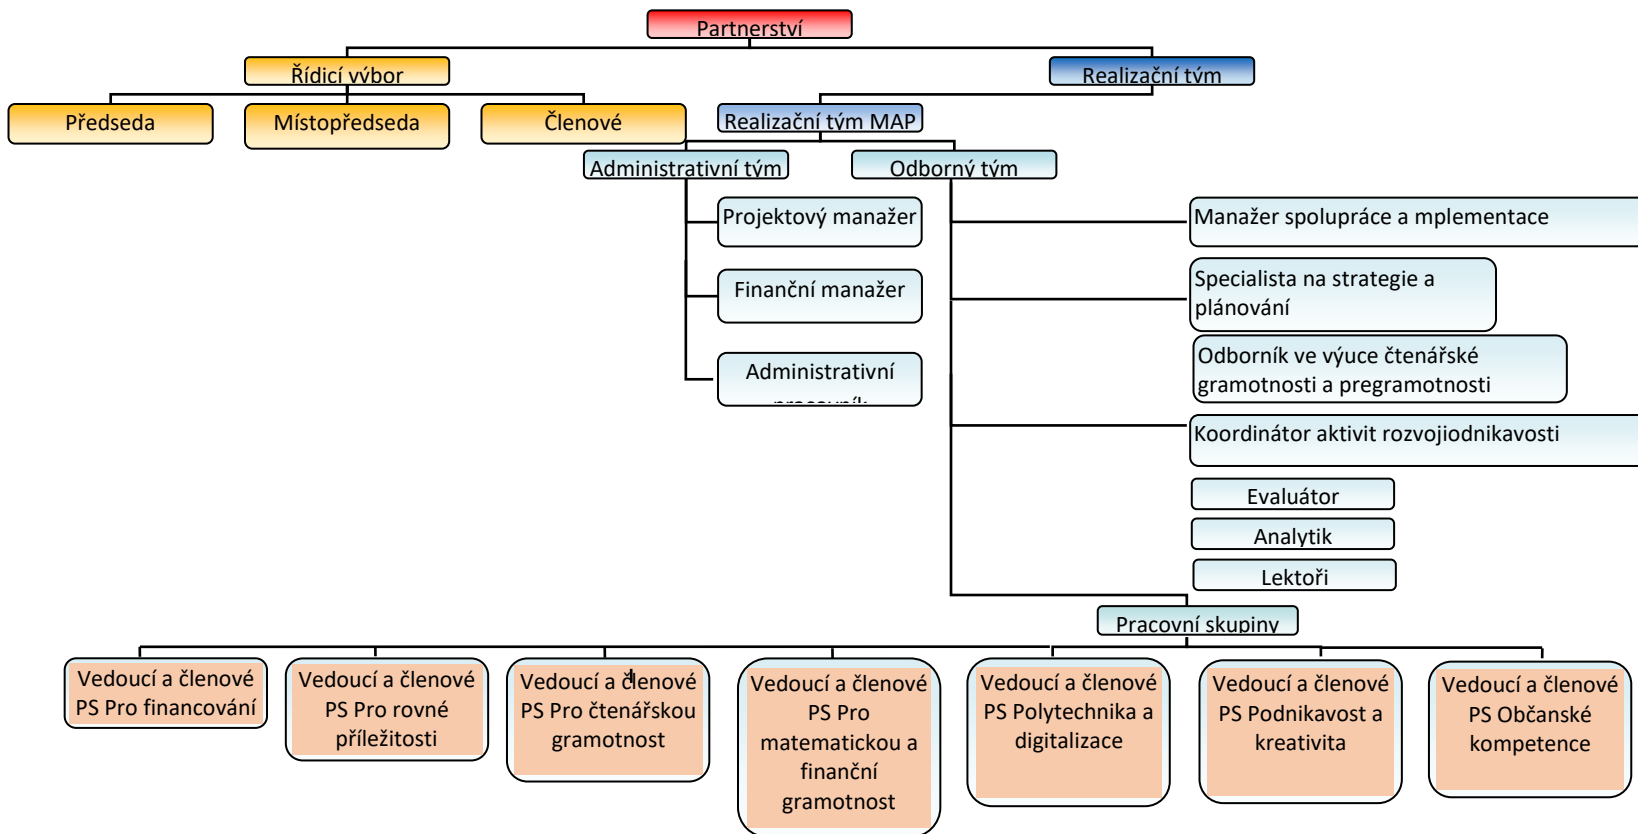 Partnerství
Řídicí výbor
Realizační tým
Předseda
Místopředseda
Členové
Realizační tým MAP
Administrativní tým
Odborný tým
Projektový manažer
Manažer spolupráce a mplementace
Finanční manažer
Specialista na strategie a
plánování
Administrativní
Odborník ve výuce čtenářské
gramotnosti a pregramotnosti
Koordinátor aktivit rozvojiodnikavosti
Evaluátor
Analytik
Lektoři
Pracovní skupiny
Vedoucí a členové
PS Pro financování
Vedoucí a členové
PS Pro rovné
příležitosti
Vedoucí a členové
PS Pro čtenářskou
gramotnost
Vedoucí a členové
PS Pro
matematickou a
finanční
gramotnost
Vedoucí a členové
PS Polytechnika a
digitalizace
Vedoucí a členové
PS Podnikavost a
kreativita
Vedoucí a členové
PS Občanské
kompetence